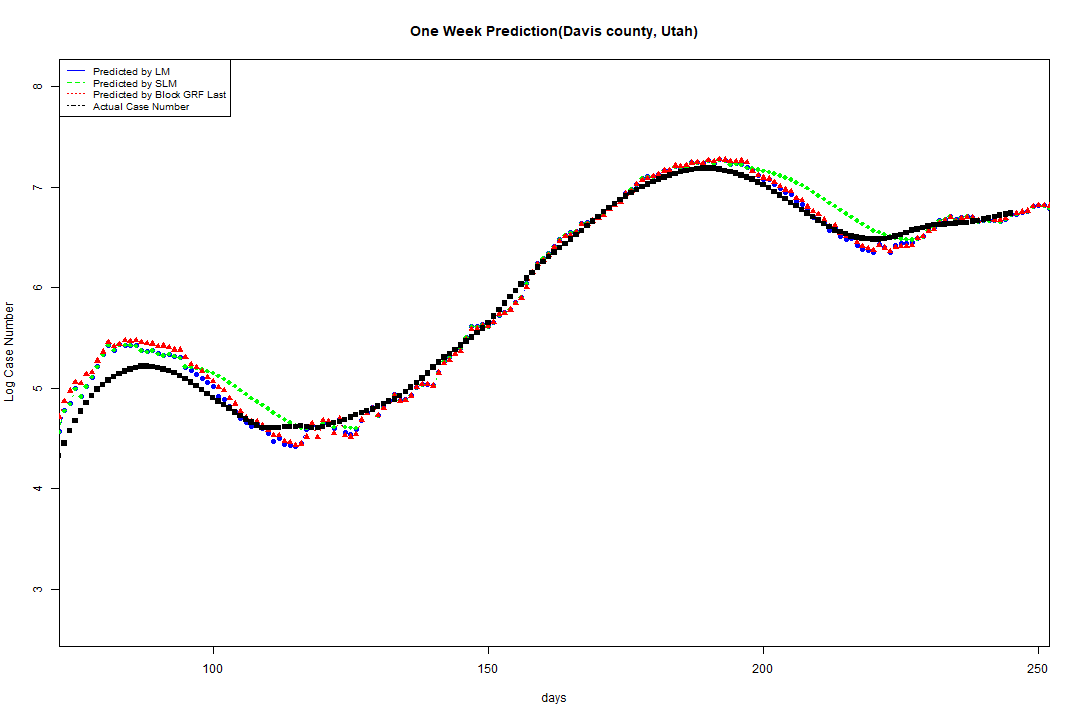 One Week Prediction(Davis county, Utah)
Predicted by LM
Predicted by SLM
Predicted by Block GRF Last
Actual Case Number
8
7
6
5
4
3
Log Case Number
100
150
200
250
days